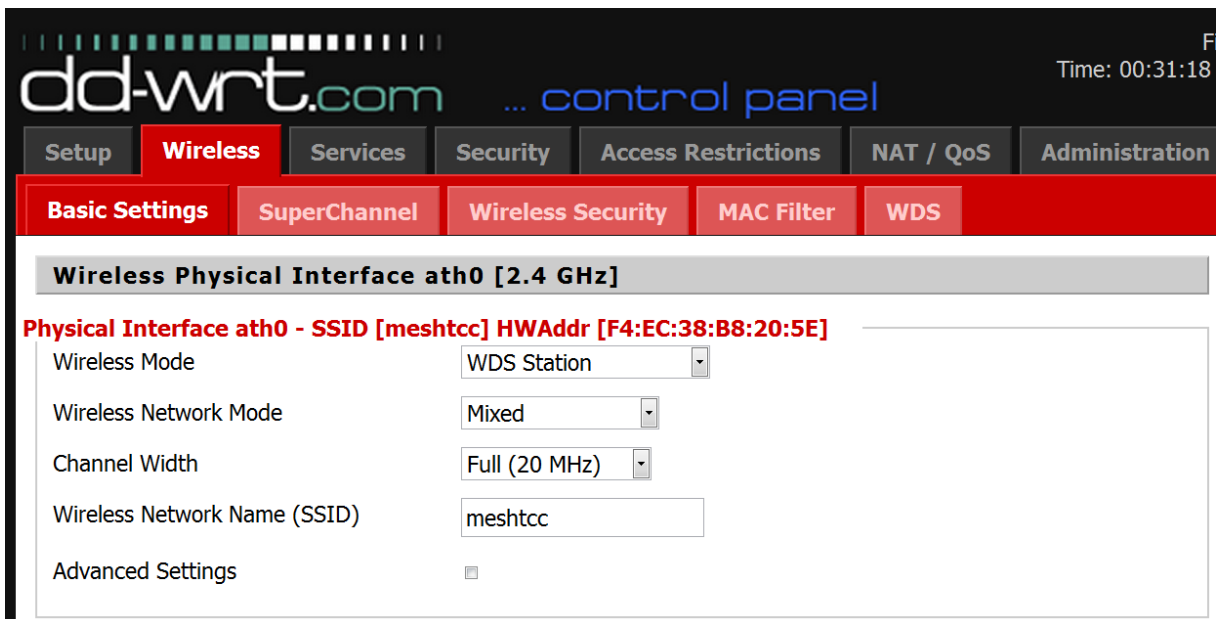 Fi
Time: 00:31:18
dd-wrt.com ... control panel
Setup Wireless Services Security Access Restrictions NAT / QoS Administration
Basic Settings SuperChannel Wireless Security MAC Filter WDS
Wireless Physical Interface ath0 [2.4 GHz]
Physical Interface ath0 - SSID [meshtcc] HWAddr [F4:EC:38:B8:20:5E]
Wireless Mode WDS Station
Wireless Network Mode Mixed
Channel Width Full (20 MHz)
Wireless Network Name (SSID) meshtcc
Advanced Settings